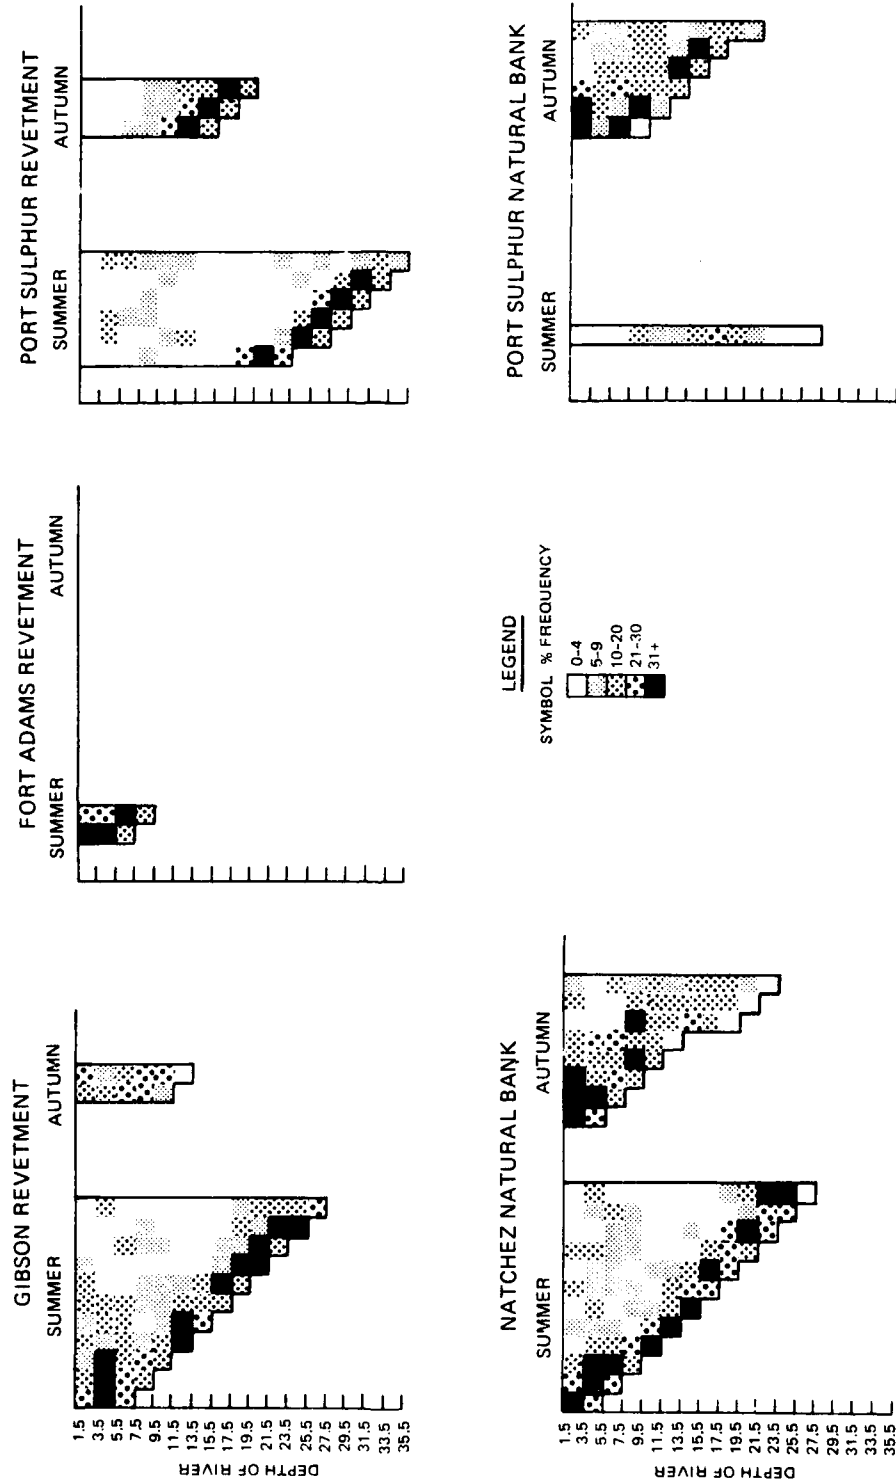 GIBSON REVETMENT
SUMMER AUTUMN
DEPTH OF RIVER
1.5
3.5
5.5
7.5
9.5
11.5
13.5
15.5
17.5
19.5
21.5
23.5
25.5
27.5
29.5
31.5
33.5
35.5
FORT ADAMS REVETMENT
SUMMER AUTUMN
PORT SULPHUR REVETMENT
SUMMER AUTUMN
NATCHEZ NATURAL BANK
SUMMER AUTUMN
DEPTH OF RIVER
1.5
3.5
5.5
7.5
9.5
11.5
13.5
15.5
17.5
19.5
21.5
23.5
25.5
27.5
29.5
31.5
33.5
35.5
LEGEND
SYMBOL % FREQUENCY
0-4
5-9
10-20
21-30
31+
PORT SULPHUR NATURAL BANK
SUMMER AUTUMN